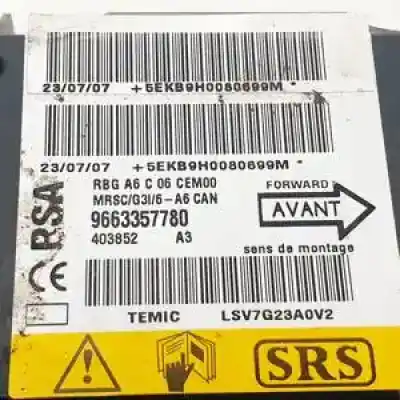 23/07/07 +5EKB9H0080699M *
23/07/07 +5EKB9H0080699M *
RSA
RBG A6 C 06 CEM00
MRSC/G3I/6-A6 CAN
9663357780
403852 A3
FORWARD
AVANT
sens de montage
CE
TEMIC LSV7G23A0V2
SRS